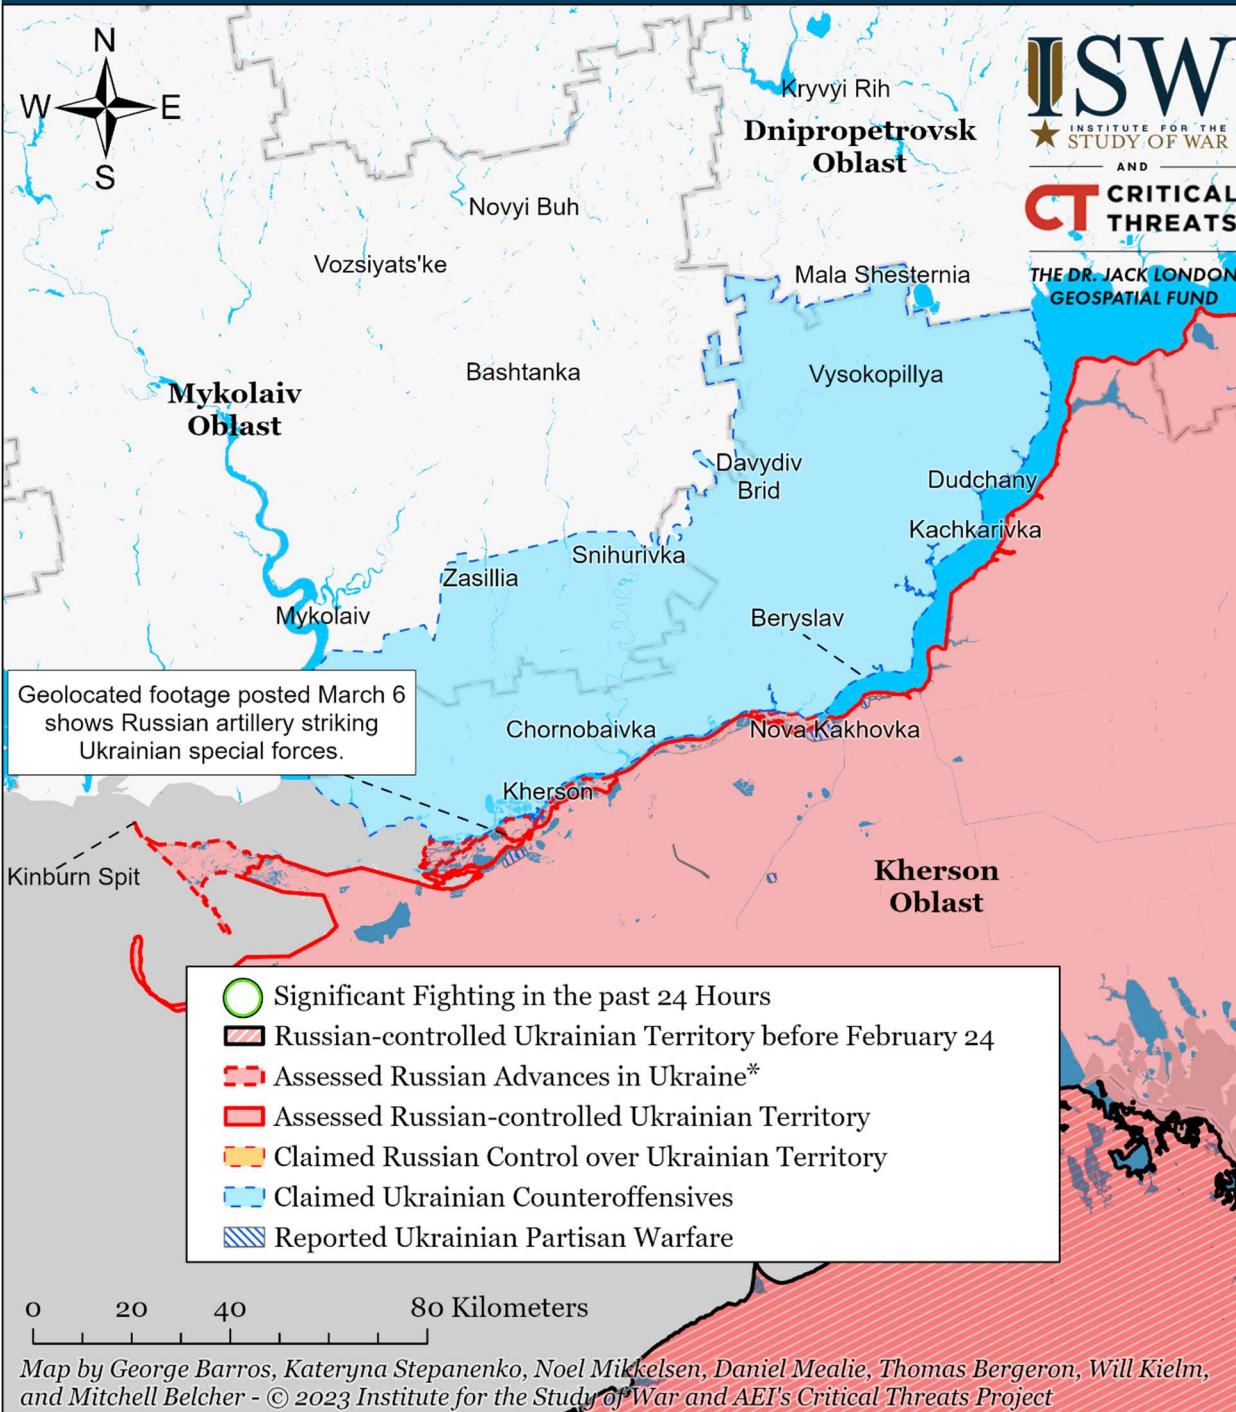 N
W E
S
Kryvyi Rih
Dnipropetrovsk
Oblast
ISW
INSTITUTE FOR THE
STUDY OF WAR
AND
CT CRITICAL
THREATS
THE DR. JACK LONDON
GEOSPATIAL FUND
Novyi Buh
Vozsiyats'ke
Mala Shesternia
Bashtanka
Vysokopillya
Mykolaiv
Oblast
Davydiv
Brid
Dudchany
Kachkarivka
Snihurivka
Zasillia
Mykolaiv
Beryslav
Geolocated footage posted March 6
shows Russian artillery striking
Ukrainian special forces.
Chornobaivka
Nova Kakhovka
Kherson
Kinburn Spit
Kherson
Oblast
Significant Fighting in the past 24 Hours
Russian-controlled Ukrainian Territory before February 24
Assessed Russian Advances in Ukraine*
Assessed Russian-controlled Ukrainian Territory
Claimed Russian Control over Ukrainian Territory
Claimed Ukrainian Counteroffensives
Reported Ukrainian Partisan Warfare
0 20 40 80 Kilometers
Map by George Barros, Kateryna Stepanenko, Noel Mikkelsen, Daniel Mealie, Thomas Bergeron, Will Kielm,
and Mitchell Belcher - © 2023 Institute for the Study of War and AEI's Critical Threats Project